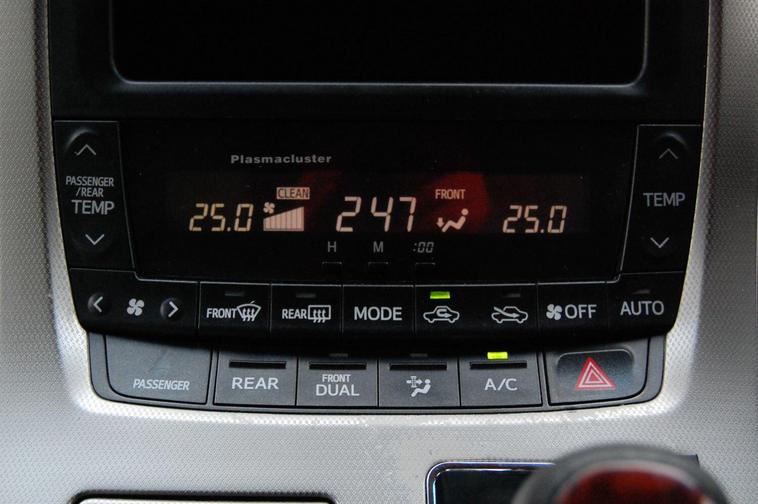 Plasmacluster
PASSENGER
/REAR
TEMP
25.0
CLEAN
247
FRONT
25.0
TEMP
H M :00
FRONT
REAR
MODE
OFF
AUTO
PASSENGER
REAR
FRONT
DUAL
A/C